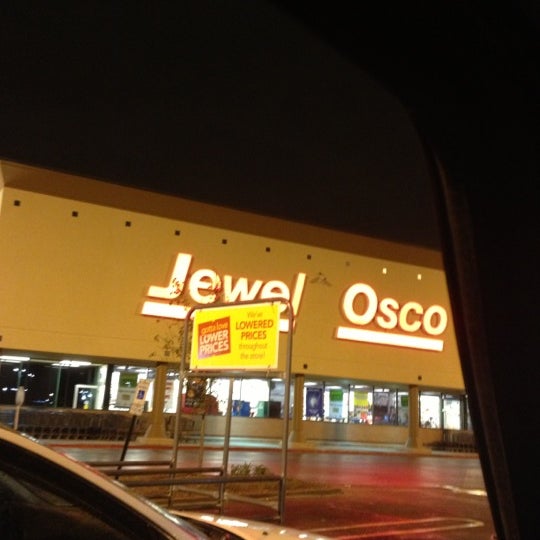 Jewel Osco
gotta love
LOWER
PRICES
We've
LOWERED
PRICES
throughout
the store!